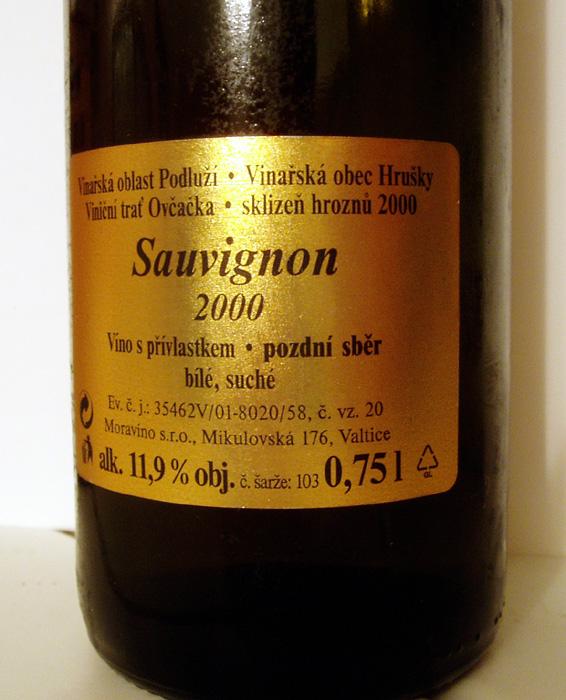 Vinařská oblast Podluží • Vinařská obec Hrušky
Viniční trať Ovčačka • sklizeň hroznů 2000
Sauvignon
2000
Víno s přívlastkem • pozdní sběr
bílé, suché
Ev. č. j.: 35462V/01-8020/58, č. vz. 20
Moravíno s.r.o., Mikulovská 176, Valtice
alk. 11,9 % obj. č. šarže: 103 0,75 l
GL